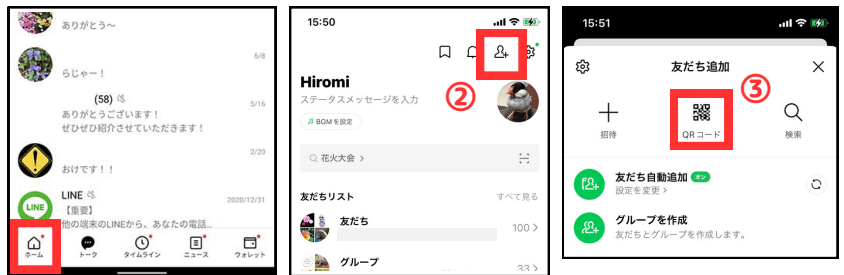 ありがとう〜
6/8
らじゃー！
(58)
5/16
ありがとうございます！
ぜひぜひ紹介させていただきます！
2/20
おけです！！
LINE
LINE
2020/12/31
【重要】
他の端末のLINEから、あなたの電話...
ホーム
トーク
タイムライン
ニュース
ウォレット
15:50
②
Hiromi
ステータスメッセージを入力
BGMを設定
花火大会 >
友だちリスト
すべて見る
友だち
100 >
グループ
33 >
15:51
友だち追加
③
招待
QRコード
検索
友だち自動追加 オン
設定を変更 >
グループを作成
友だちとグループを作成します。